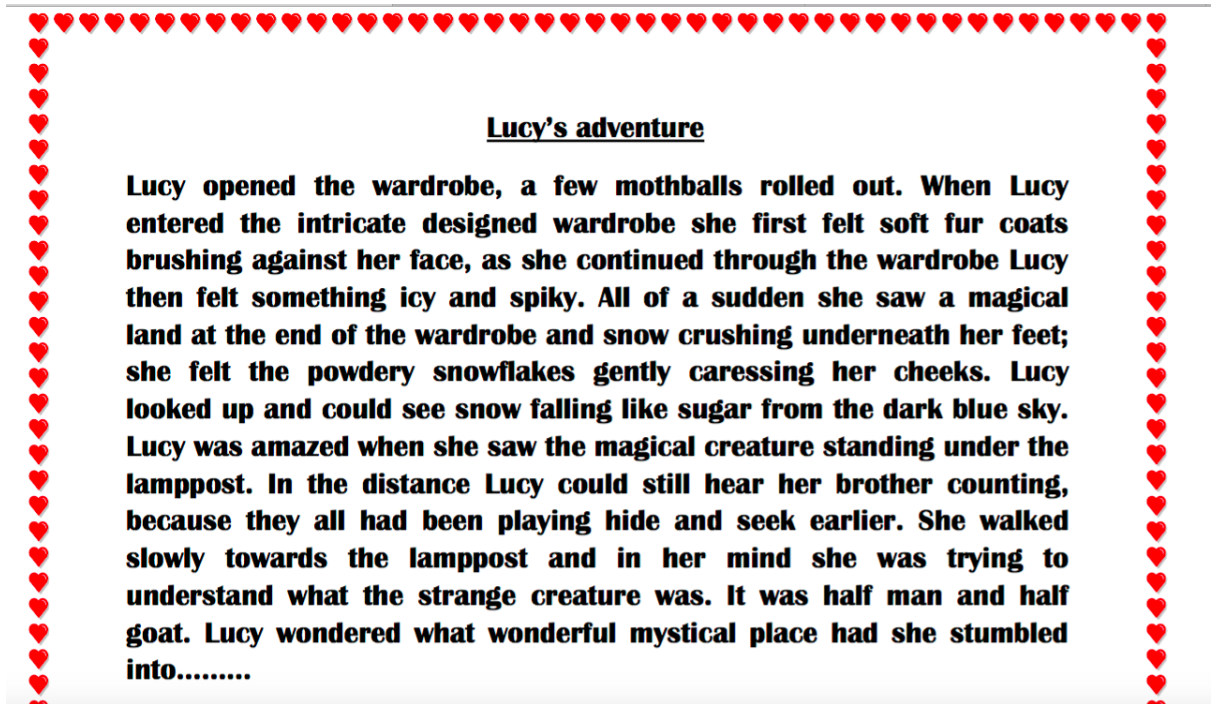 Lucy’s adventure
Lucy opened the wardrobe, a few mothballs rolled out. When Lucy
entered the intricate designed wardrobe she first felt soft fur coats
brushing against her face, as she continued through the wardrobe Lucy
then felt something icy and spiky. All of a sudden she saw a magical
land at the end of the wardrobe and snow crushing underneath her feet;
she felt the powdery snowflakes gently caressing her cheeks. Lucy
looked up and could see snow falling like sugar from the dark blue sky.
Lucy was amazed when she saw the magical creature standing under the
lamppost. In the distance Lucy could still hear her brother counting,
because they all had been playing hide and seek earlier. She walked
slowly towards the lamppost and in her mind she was trying to
understand what the strange creature was. It was half man and half
goat. Lucy wondered what wonderful mystical place had she stumbled
into.........